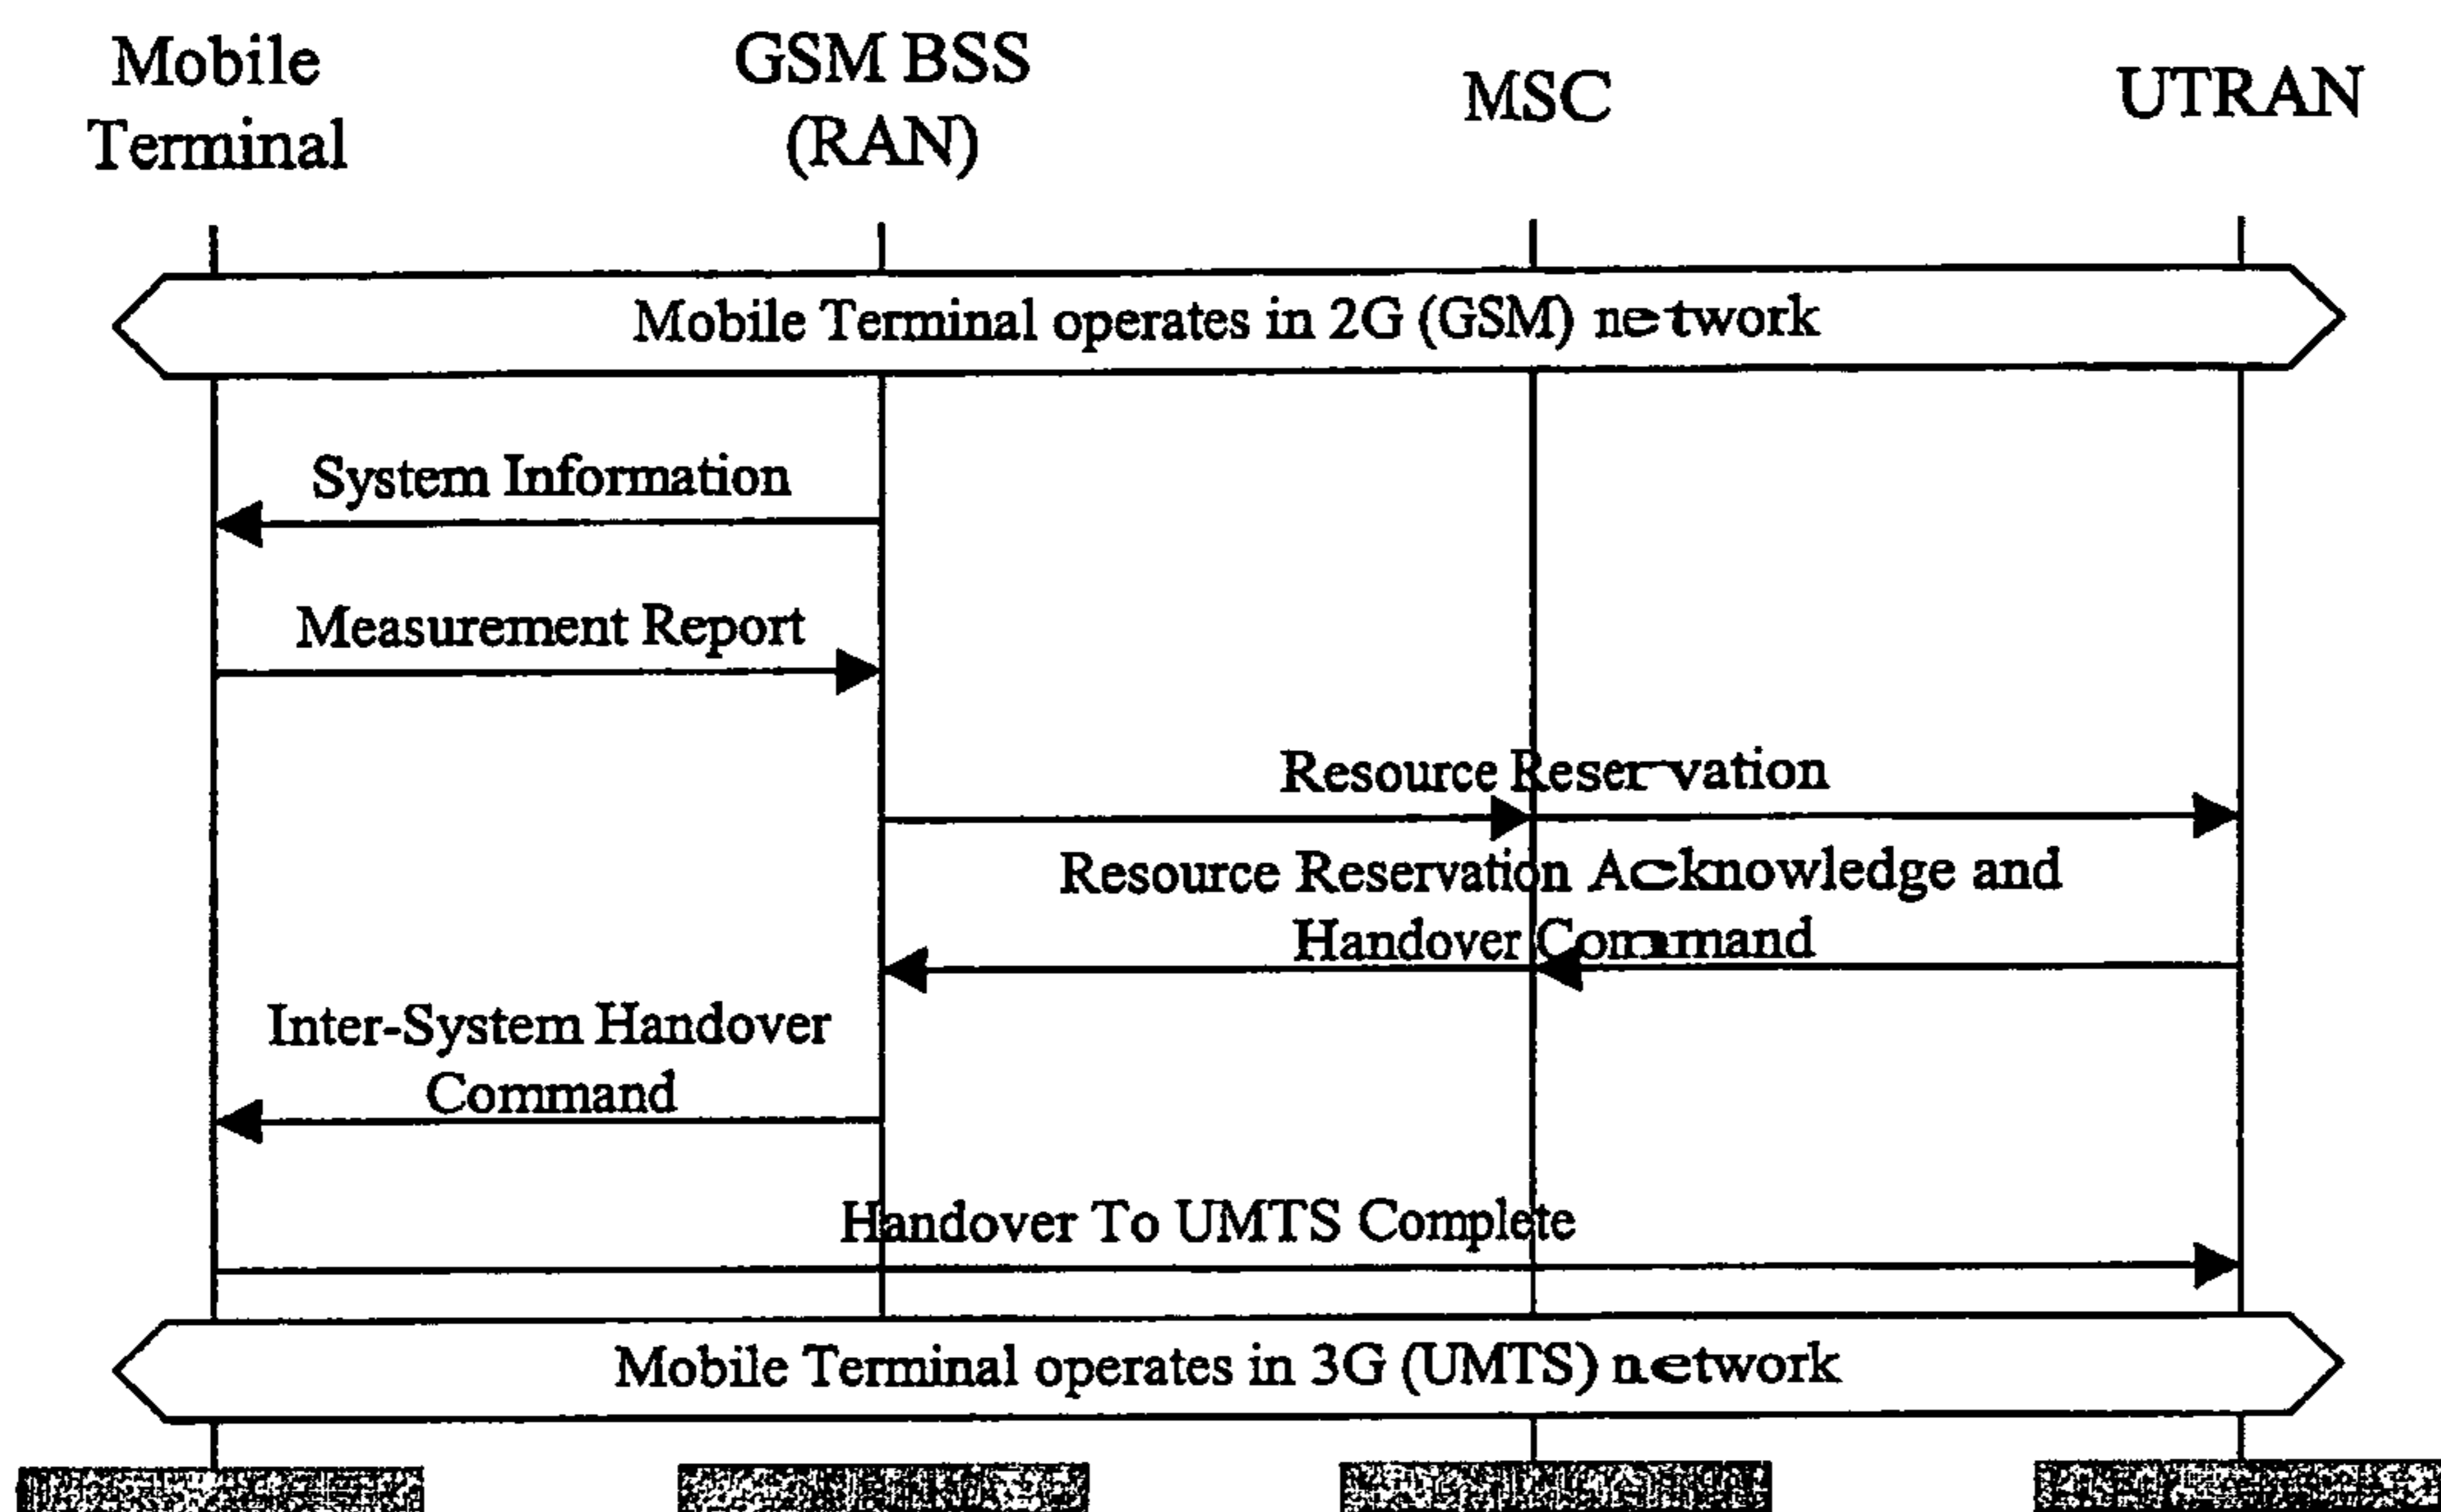 Mobile
Terminal
GSM BSS
(RAN)
MSC
UTRAN
Mobile Terminal operates in 2G (GSM) network
System Information
Measurement Report
Resource Reservation
Resource Reservation Acknowledge and
Handover Command
Inter-System Handover
Command
Handover To UMTS Complete
Mobile Terminal operates in 3G (UMTS) network